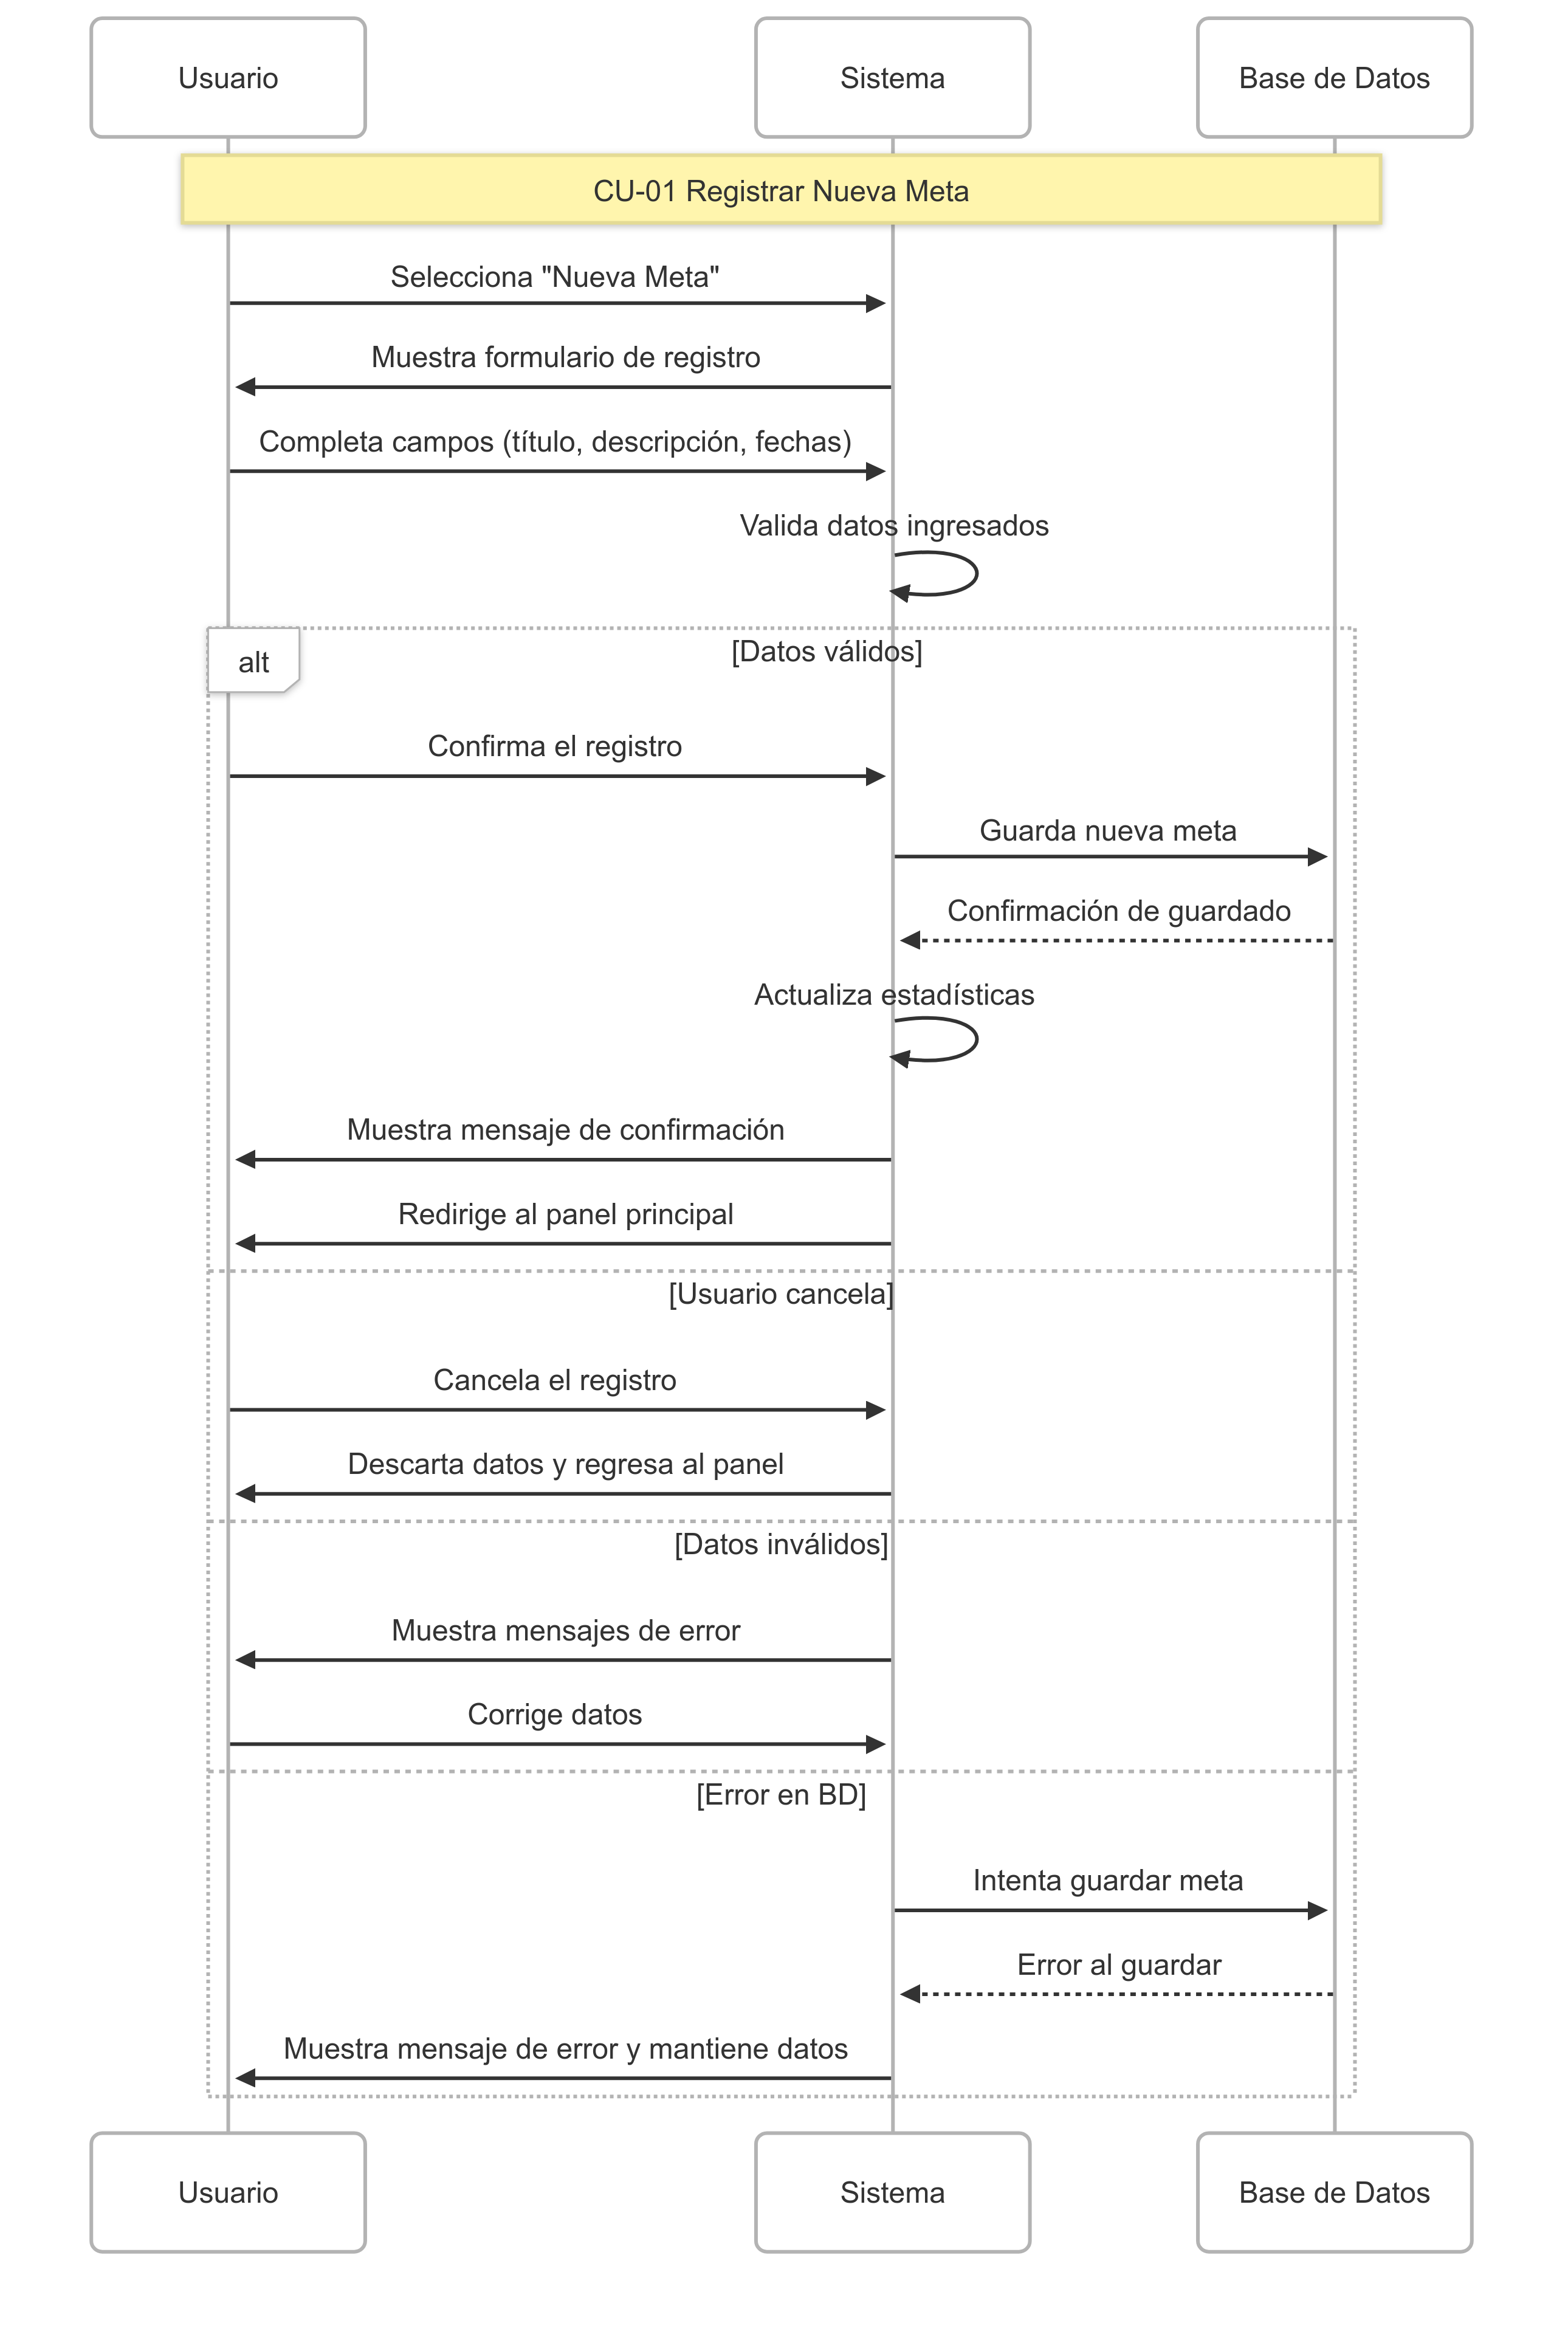 Usuario
Sistema
Base de Datos
CU-01 Registrar Nueva Meta
Selecciona "Nueva Meta"
Muestra formulario de registro
Completa campos (título, descripción, fechas)
Valida datos ingresados
alt
[Datos válidos]
Confirma el registro
Guarda nueva meta
Confirmación de guardado
Actualiza estadísticas
Muestra mensaje de confirmación
Redirige al panel principal
[Usuario cancela]
Cancela el registro
Descarta datos y regresa al panel
[Datos inválidos]
Muestra mensajes de error
Corrige datos
[Error en BD]
Intenta guardar meta
Error al guardar
Muestra mensaje de error y mantiene datos
Usuario
Sistema
Base de Datos